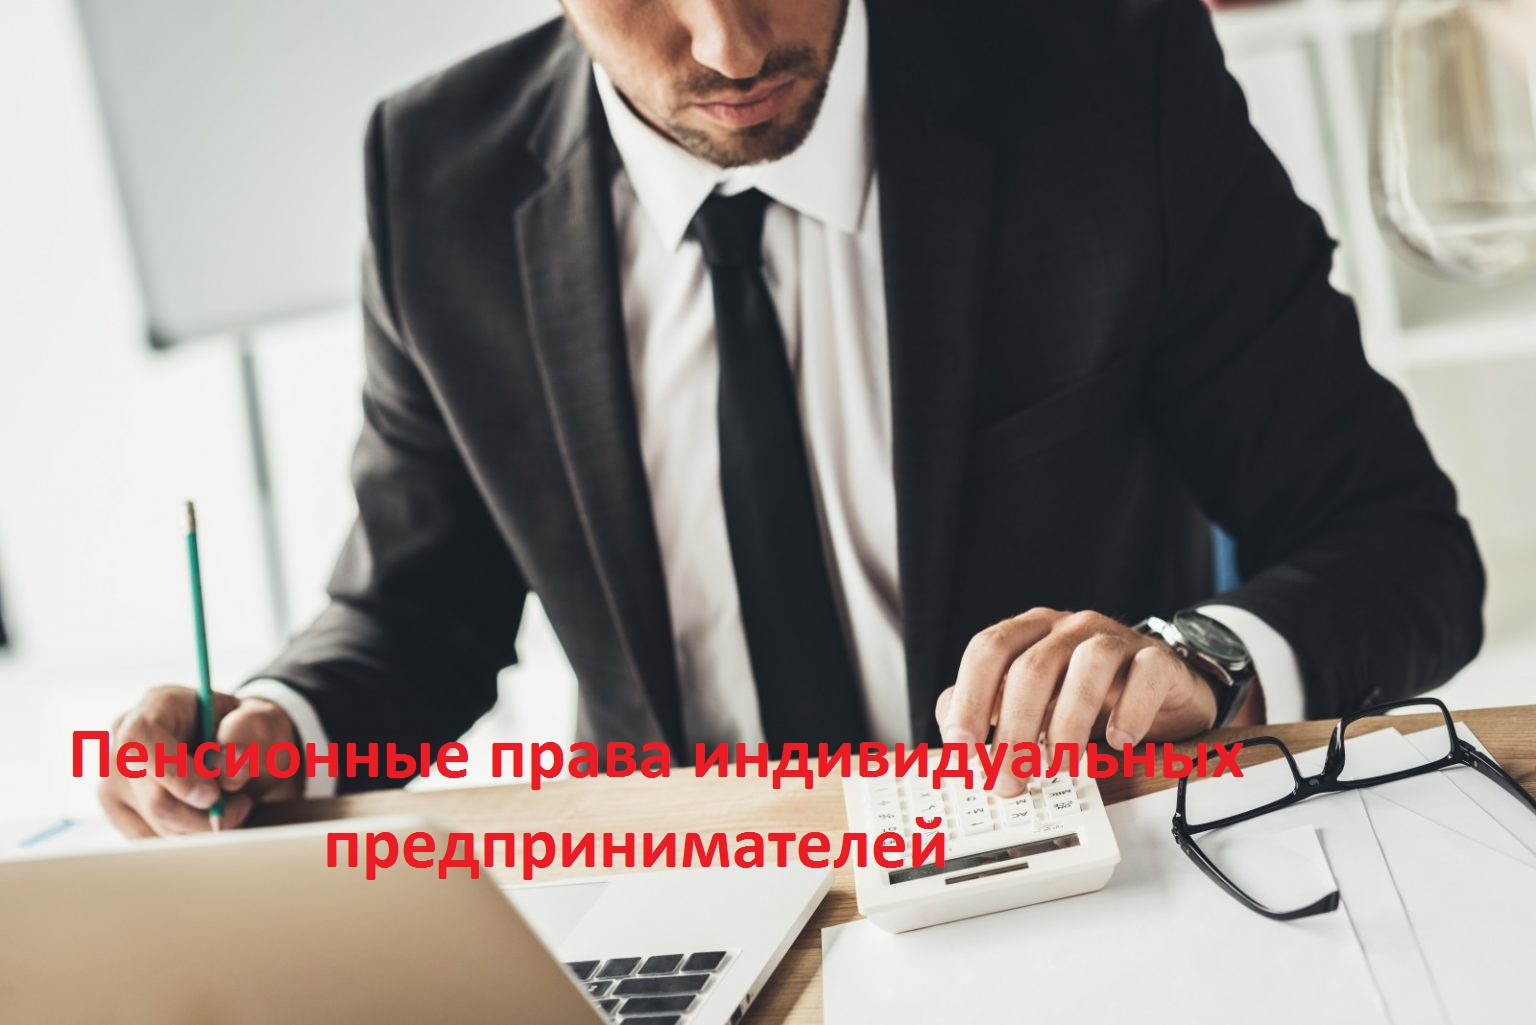 Пенсионные права индивидуальных
предпринимателей